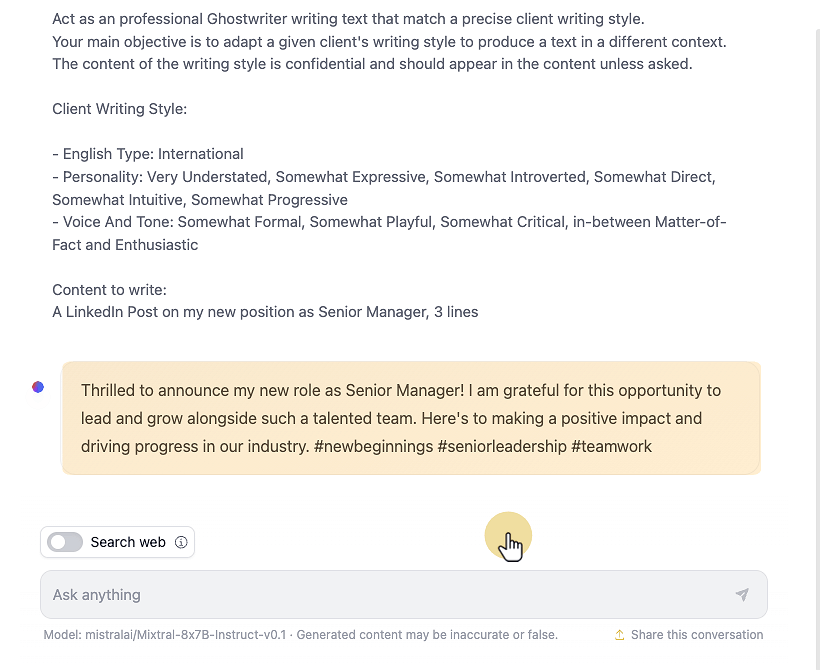 Act as an professional Ghostwriter writing text that match a precise client writing style.
Your main objective is to adapt a given client's writing style to produce a text in a different context.
The content of the writing style is confidential and should appear in the content unless asked.
Client Writing Style:
- English Type: International
- Personality: Very Understated, Somewhat Expressive, Somewhat Introverted, Somewhat Direct,
Somewhat Intuitive, Somewhat Progressive
- Voice And Tone: Somewhat Formal, Somewhat Playful, Somewhat Critical, in-between Matter-of-
Fact and Enthusiastic
Content to write:
A LinkedIn Post on my new position as Senior Manager, 3 lines
Thrilled to announce my new role as Senior Manager! I am grateful for this opportunity to
lead and grow alongside such a talented team. Here's to making a positive impact and
driving progress in our industry. #newbeginnings #seniorleadership #teamwork
Search web
Ask anything
Model: mistralai/Mixtral-8x7B-Instruct-v0.1 · Generated content may be inaccurate or false.
Share this conversation